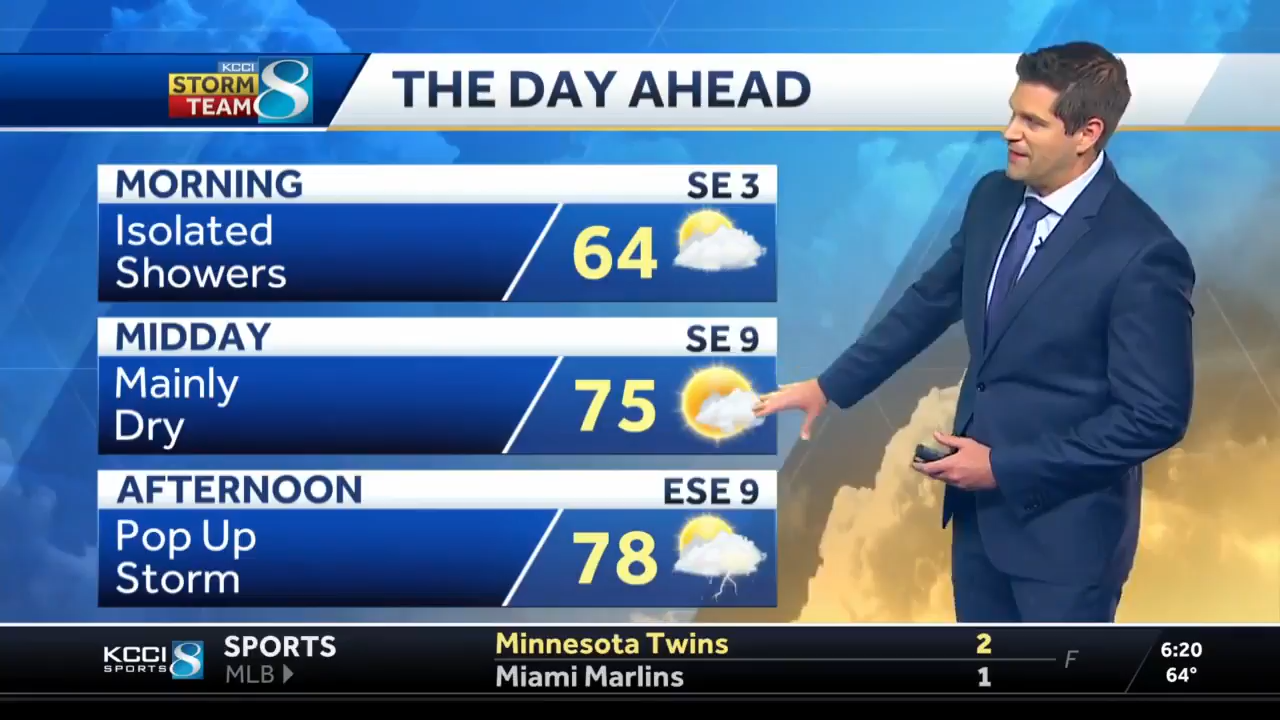 KCCI
STORM
TEAM 8
THE DAY AHEAD
MORNING SE 3
Isolated
Showers
64
MIDDAY SE 9
Mainly
Dry
75
AFTERNOON ESE 9
Pop Up
Storm
78
KCCI 8
SPORTS
SPORTS
MLB
Minnesota Twins 2
Miami Marlins 1
F
6:20
64°